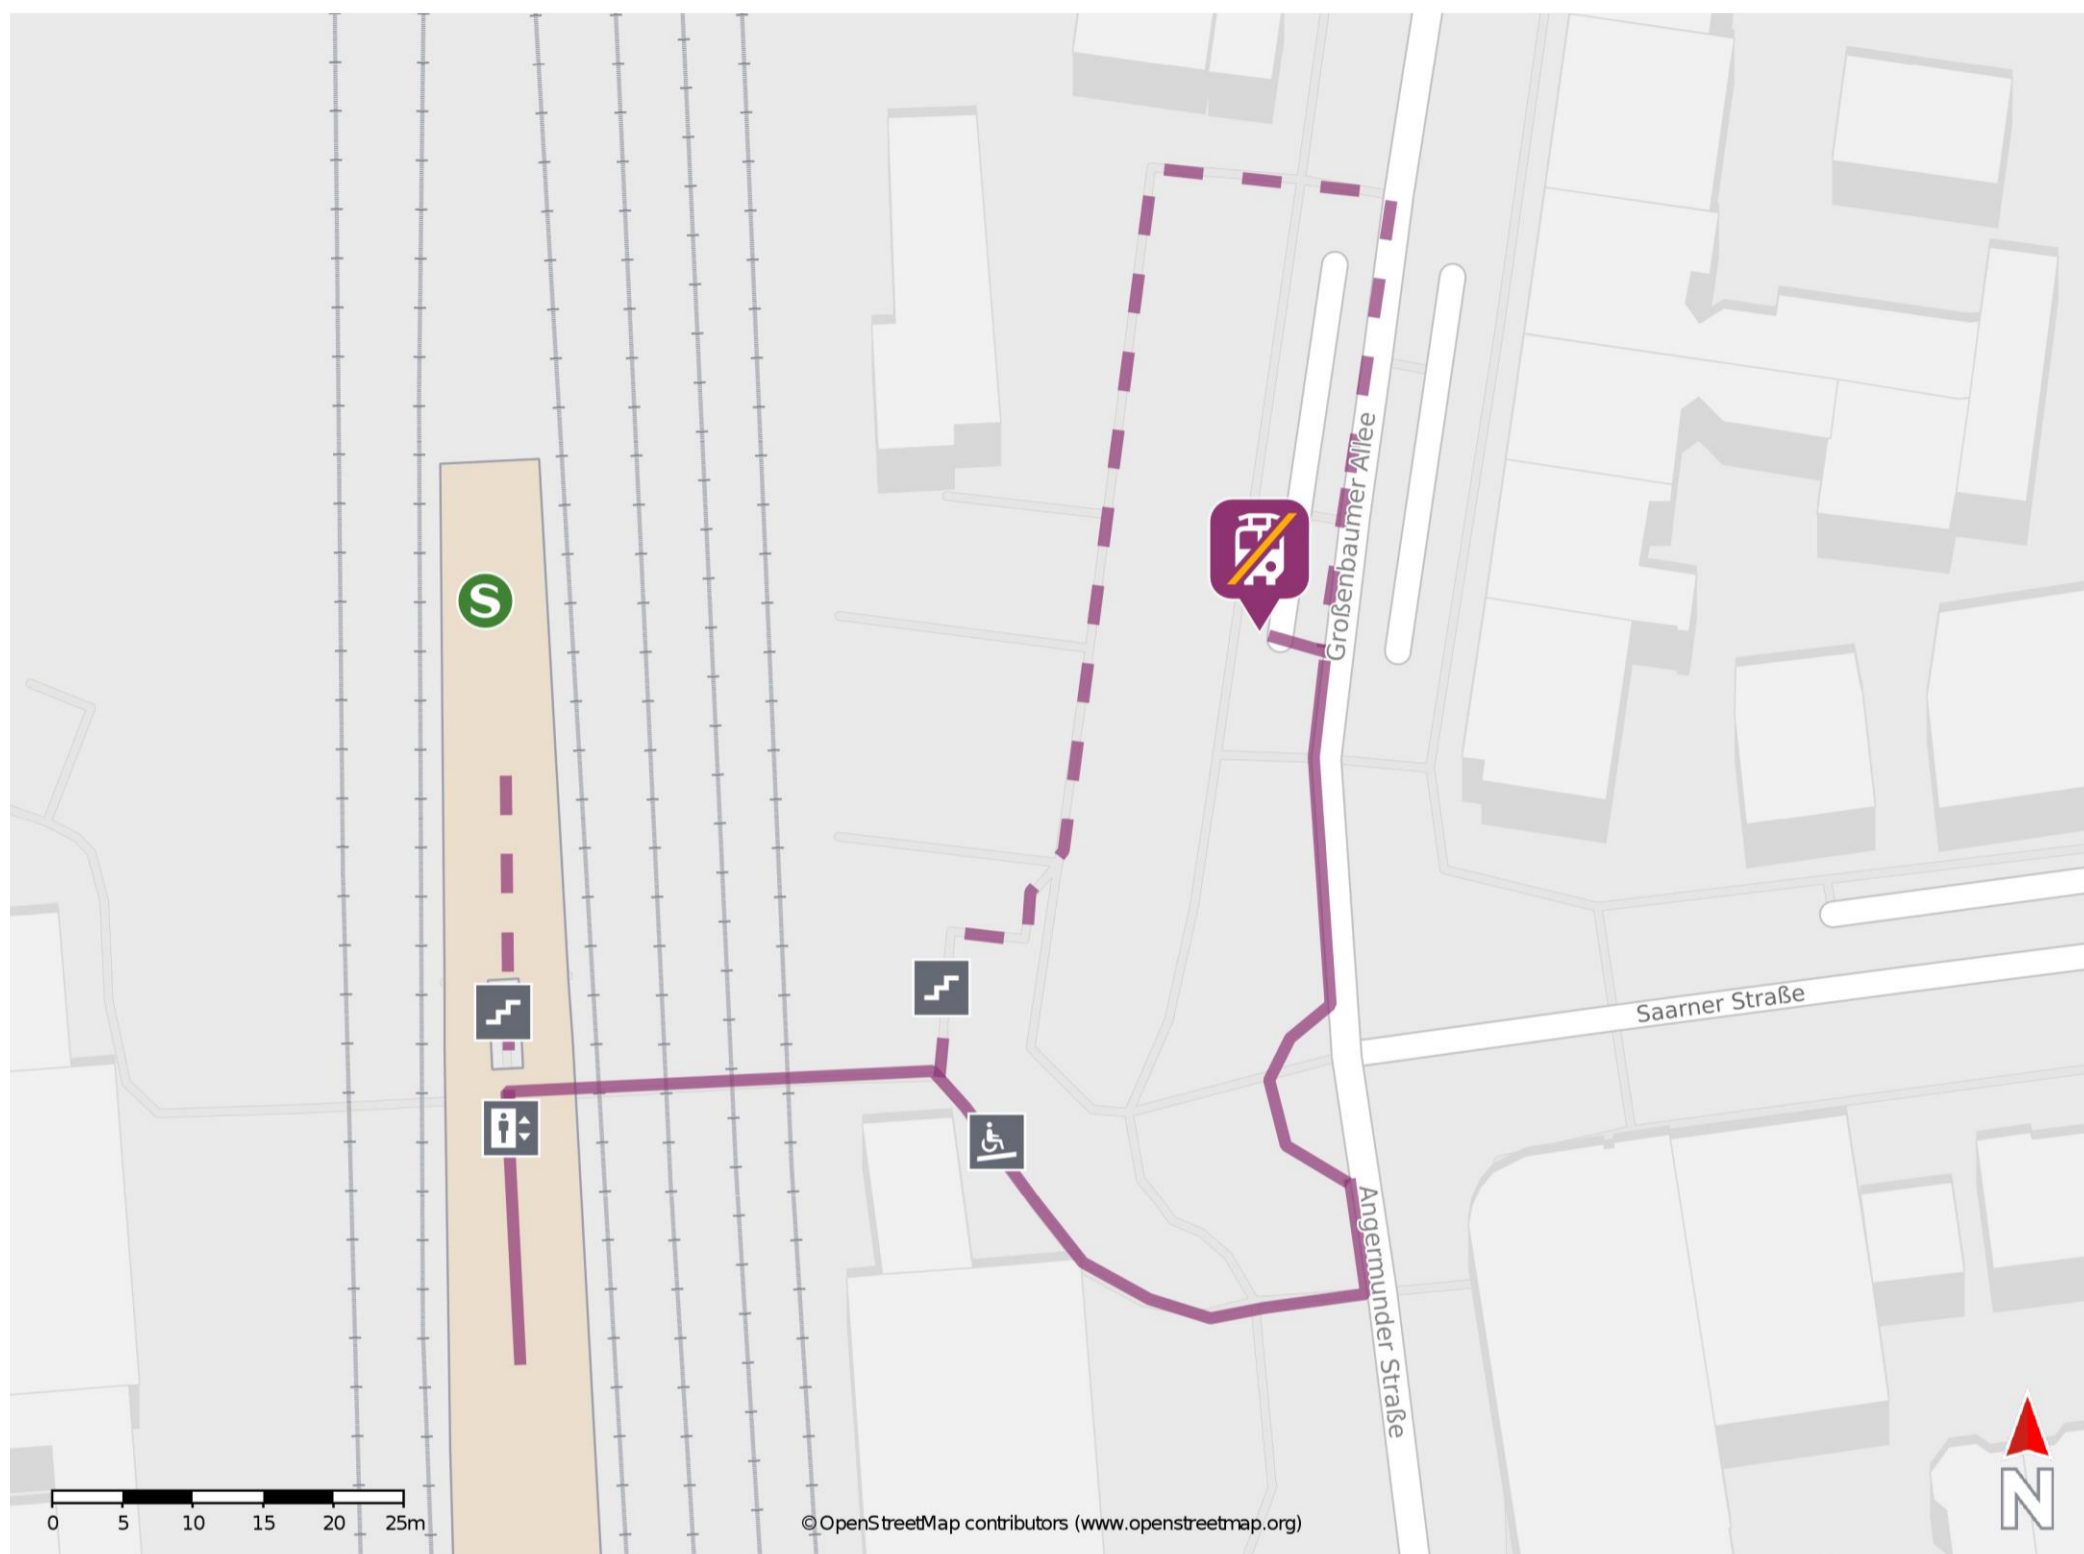 S
Großenbaumer Allee
Saarner Straße
Angermunder Straße
0 5 10 15 20 25m
© OpenStreetMap contributors (www.openstreetmap.org)
N